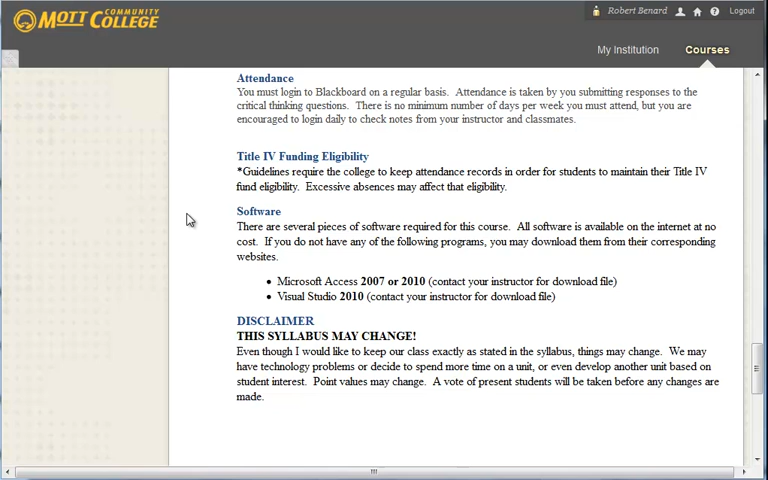 MOTT COMMUNITY COLLEGE
Robert Benard Logout
My Institution Courses
Attendance
You must login to Blackboard on a regular basis. Attendance is taken by you submitting responses to the
critical thinking questions. There is no minimum number of days per week you must attend, but you are
encouraged to login daily to check notes from your instructor and classmates.
Title IV Funding Eligibility
*Guidelines require the college to keep attendance records in order for students to maintain their Title IV
fund eligibility. Excessive absences may affect that eligibility.
Software
There are several pieces of software required for this course. All software is available on the internet at no
cost. If you do not have any of the following programs, you may download them from their corresponding
websites.
• Microsoft Access 2007 or 2010 (contact your instructor for download file)
• Visual Studio 2010 (contact your instructor for download file)
DISCLAIMER
THIS SYLLABUS MAY CHANGE!
Even though I would like to keep our class exactly as stated in the syllabus, things may change. We may
have technology problems or decide to spend more time on a unit, or even develop another unit based on
student interest. Point values may change. A vote of present students will be taken before any changes are
made.